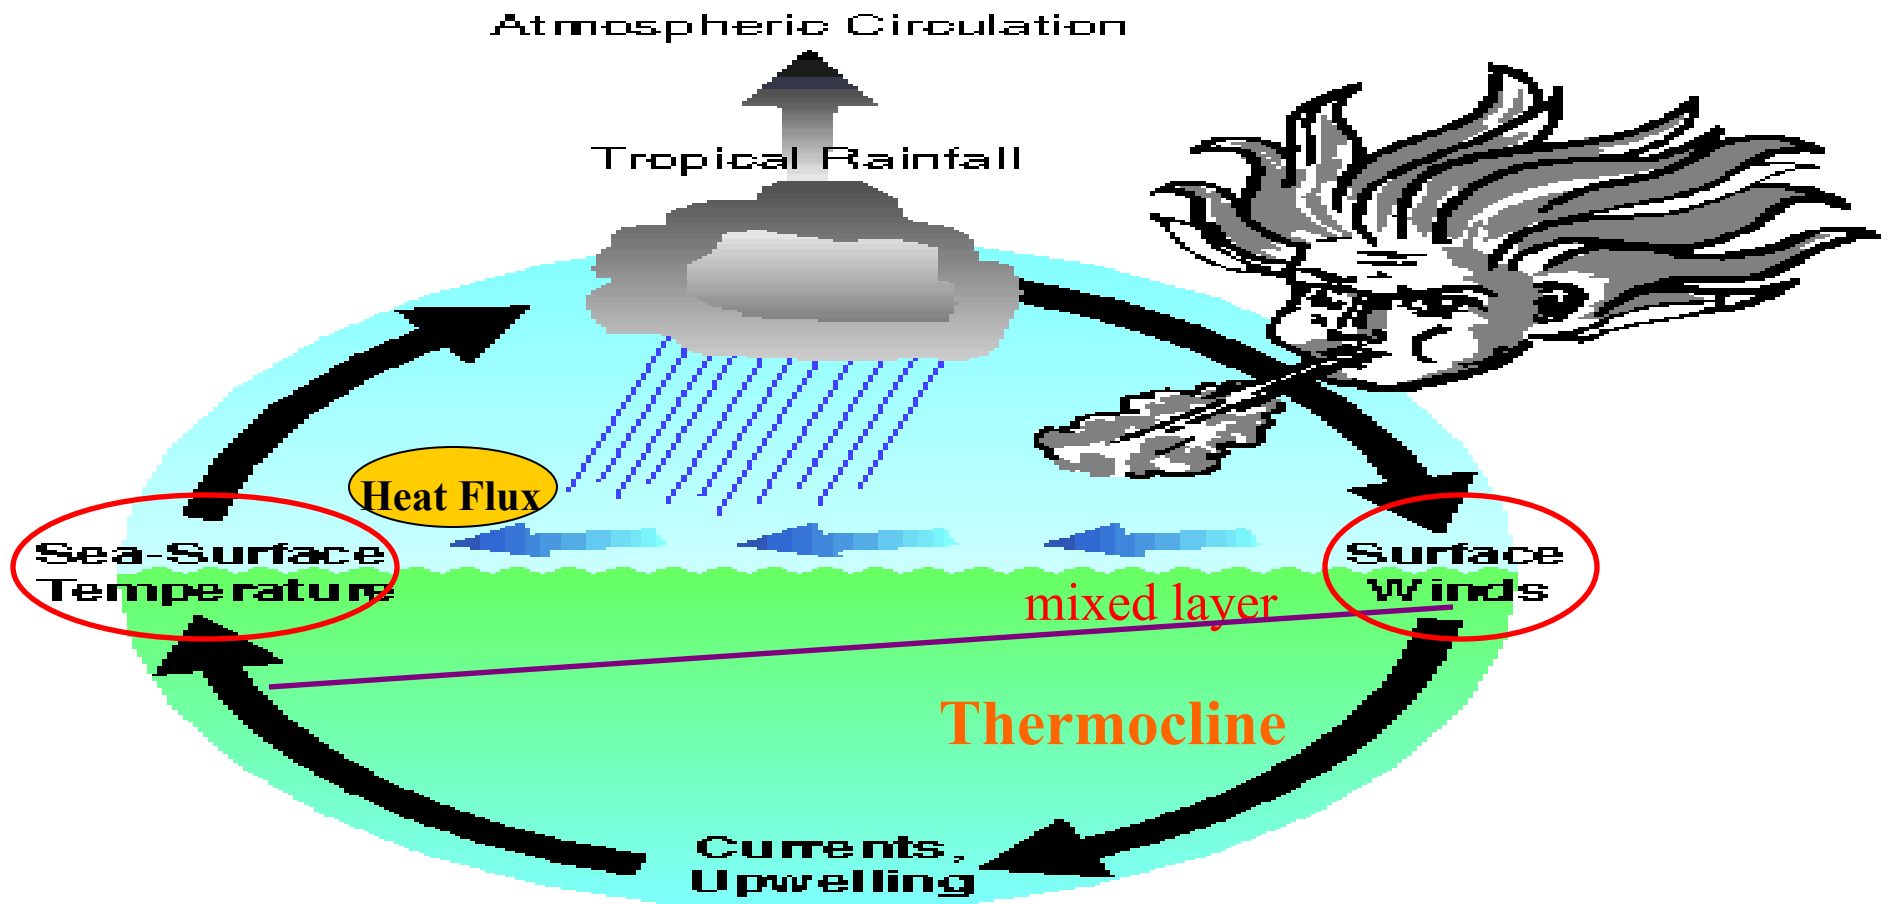 Atmospheric Circulation
Tropical Rainfall
Heat Flux
Sea-Surface
Temperature
Surface
Winds
mixed layer
Thermocline
Currents,
Upwelling